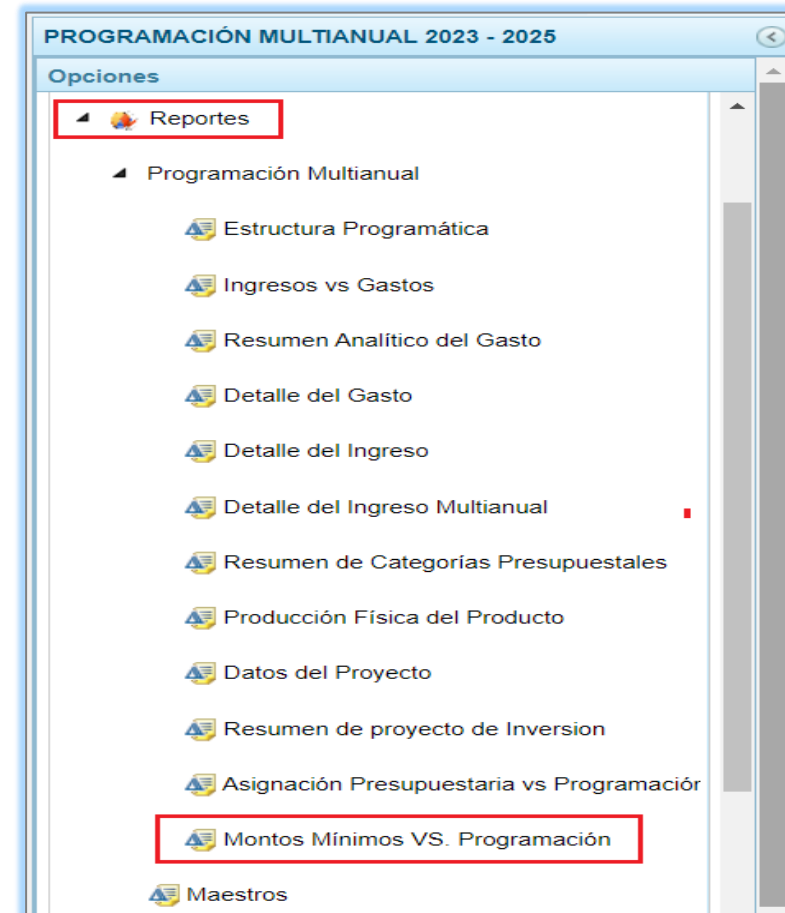 PROGRAMACIÓN MULTIANUAL 2023 - 2025
Opciones
Reportes
Programación Multianual
Estructura Programática
Ingresos vs Gastos
Resumen Analítico del Gasto
Detalle del Gasto
Detalle del Ingreso
Detalle del Ingreso Multianual
Resumen de Categorías Presupuestales
Producción Física del Producto
Datos del Proyecto
Resumen de proyecto de Inversion
Asignación Presupuestaria vs Programación
Montos Mínimos VS. Programación
Maestros